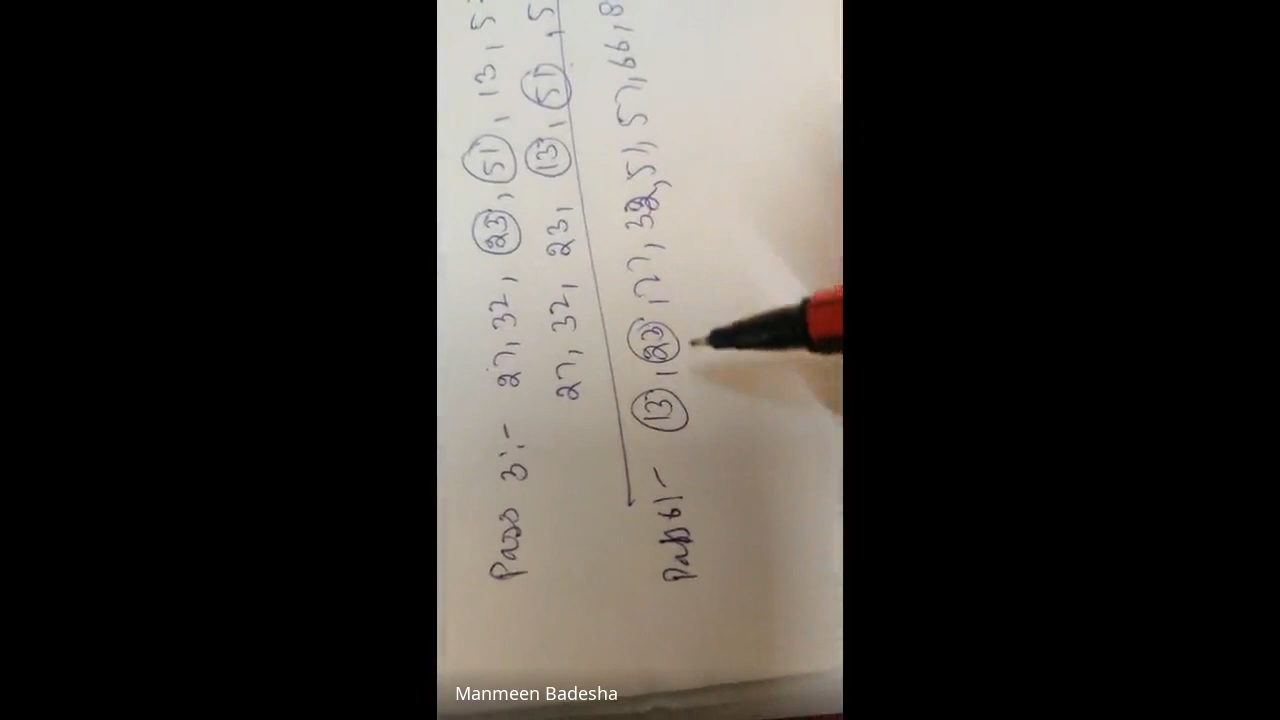 Pass 3:- 27, 32, 23, 51, 13, 5
27, 32, 23, 13, 51, 5
Pass 6:- 13, 23, 27, 32, 51, 57, 66, 8
Manmeen Badesha